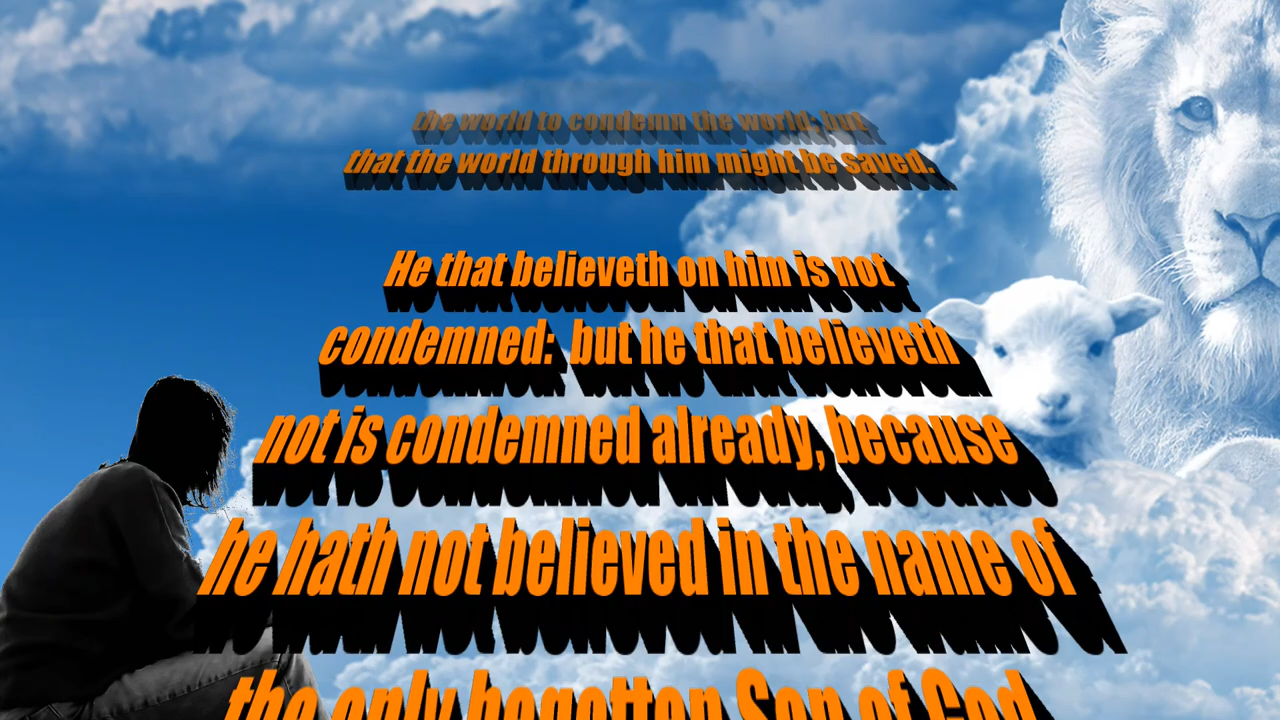 the world to condemn the world; but
that the world through him might be saved.
He that believeth on him is not
condemned:  but he that believeth
not is condemned already, because
he hath not believed in the name of
the only begotten Son of God